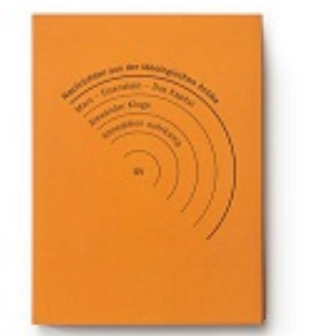 Nachrichten aus der ideologischen Antike
Marx – Eisenstein – Das Kapital
Alexander Kluge
filmedition suhrkamp